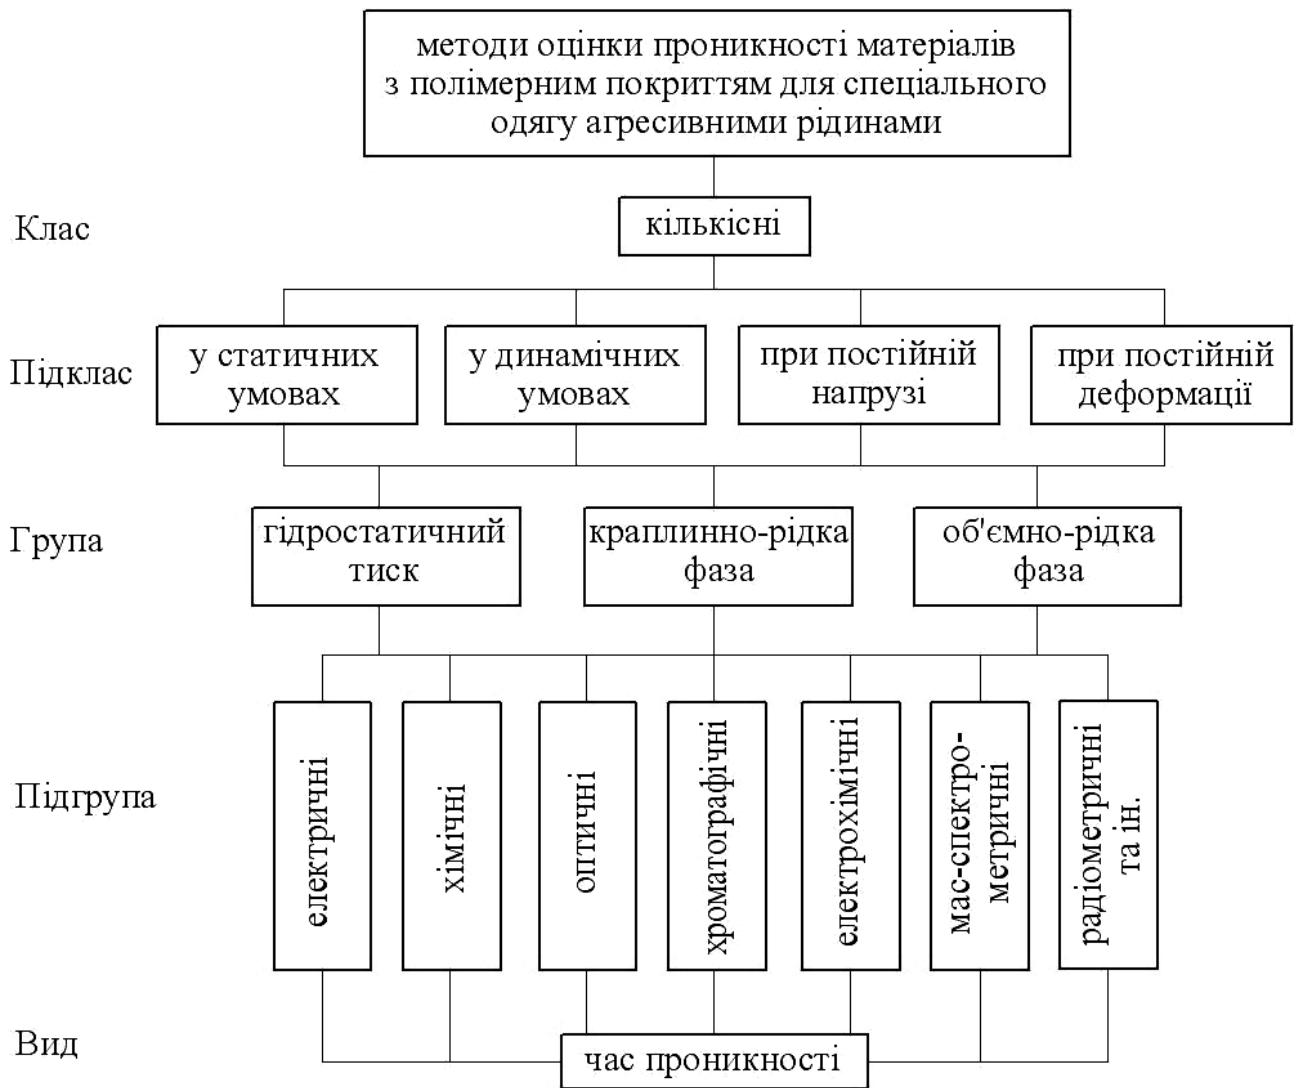 методи оцінки проникності матеріалів
з полімерним покриттям для спеціального
одягу агресивними рідинами
Клас
кількісні
Підклас
у статичних
умовах
у динамічних
умовах
при постійній
напрузі
при постійній
деформації
Група
гідростатичний
тиск
краплинно-рідка
фаза
об'ємно-рідка
фаза
Підгрупа
електричні
хімічні
оптичні
хроматографічні
електрохімічні
мас-спектро-
метричні
радіометричні
та ін.
Вид
час проникності